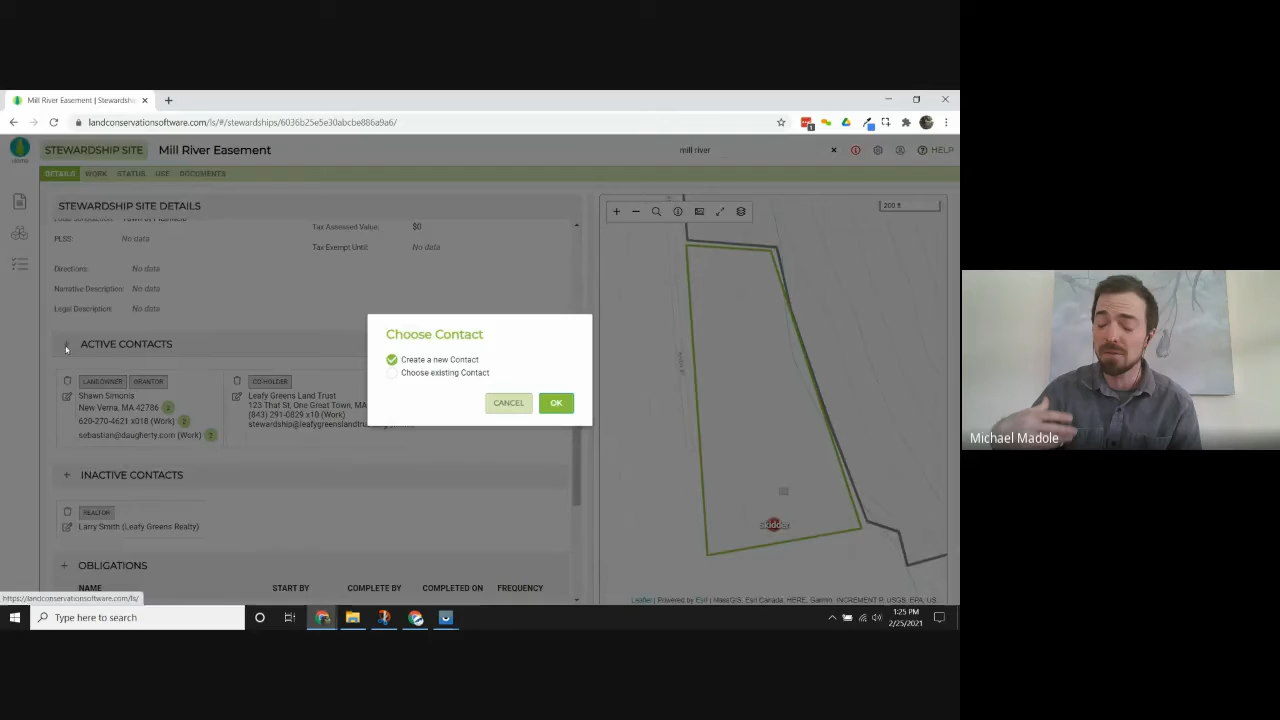 Mill River Easement | Stewardsh
landconservationsoftware.com/ls/#/stewardships/6036b25e5e30abcbe886a9a6/
STEWARDSHIP SITE Mill River Easement
mill river
HELP
DETAILS WORK STATUS USE DOCUMENTS
STEWARDSHIP SITE DETAILS
Tax Assessed Value: $0
PLSS: No data
Tax Exempt Until: No data
Directions: No data
Narrative Description: No data
Legal Description: No data
200 ft
Choose Contact
Create a new Contact
Choose existing Contact
CANCEL
OK
ACTIVE CONTACTS
LANDOWNER GRANTOR
Shawn Simonis
New Verna, MA 42786 2
620-270-4621 x018 (Work) 2
sebastian@daugherty.com (Work) 2
CO-HOLDER
Leafy Greens Land Trust
123 That St, One Great Town, MA
(843) 291-0829 x10 (Work)
INACTIVE CONTACTS
REALTOR
Larry Smith (Leafy Greens Realty)
OBLIGATIONS
NAME START BY COMPLETE BY COMPLETED ON FREQUENCY
Skidder
Leaflet | Powered by Esri | MassGIS, Esri Canada, HERE, Garmin, INCREMENT P, USGS, EPA, US
https://landconservationsoftware.com/ls/
Type here to search
1:25 PM
2/25/2021
Michael Madole